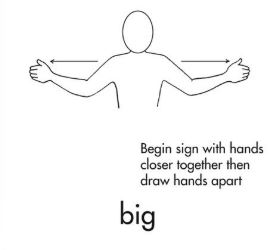 Begin sign with hands
closer together then
draw hands apart
big